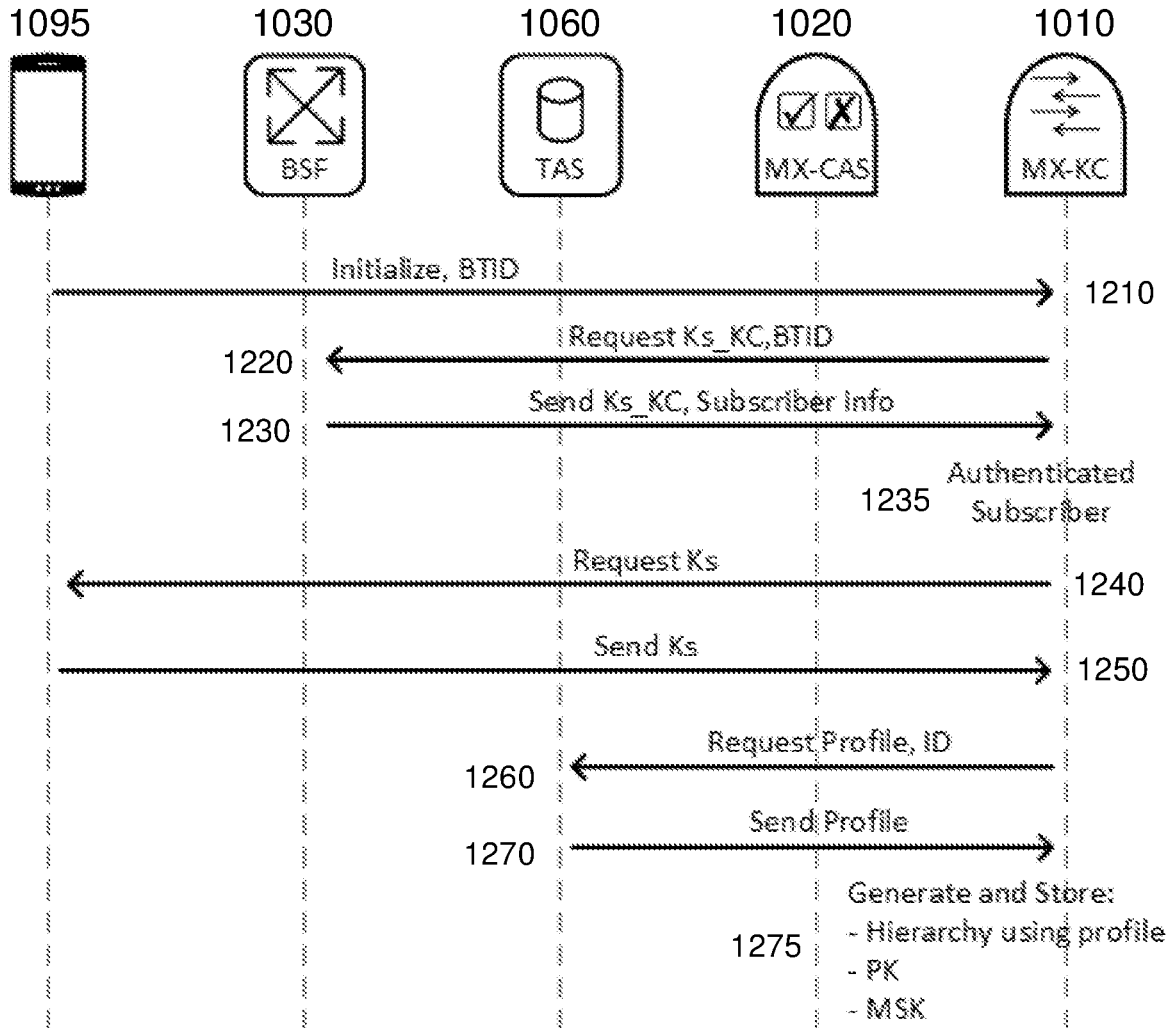 1095 1030 1060 1020 1010
BSF TAS MX-CAS MX-KC
Initialize, BTID
1210
Request Ks_KC,BTID
1220
Send Ks_KC, Subscriber Info
1230
Authenticated
1235
Subscriber
Request Ks
1240
Send Ks
1250
Request Profile, ID
1260
Send Profile
1270
Generate and Store:
- Hierarchy using profile
1275
- PK
- MSK